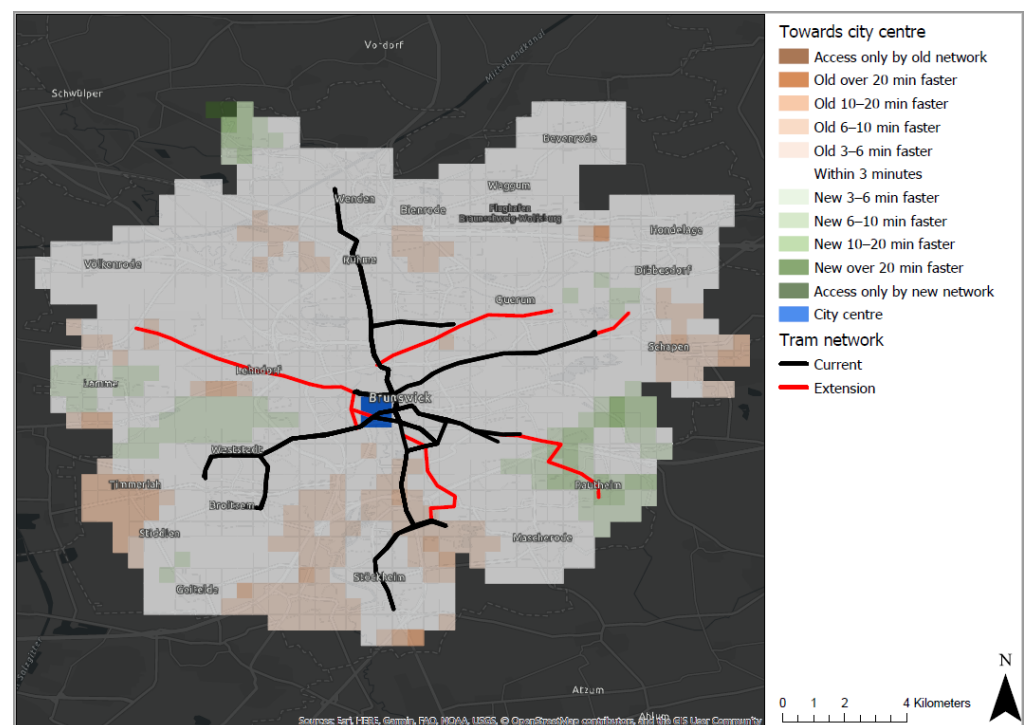 Vordorf
Mittellandkanal
Schwülper
Bevenrode
Waggum
Wenden
Bienrode
Flughafen
Braunschweig-Wolfsburg
Hondelage
Rühme
Völkenrode
Dibbesdorf
Querum
Schapen
Lehndorf
Lamme
Brunswick
Weststadt
Timmerlah
Rautheim
Broitzem
Stiddien
Mascherode
Stöckheim
Geitelde
Salzgitter
Atzum
Ahlum
Sources: Esri, HERE, Garmin, FAO, NOAA, USGS, © OpenStreetMap contributors, and the GIS User Community
Towards city centre
Access only by old network
Old over 20 min faster
Old 10–20 min faster
Old 6–10 min faster
Old 3–6 min faster
Within 3 minutes
New 3–6 min faster
New 6–10 min faster
New 10–20 min faster
New over 20 min faster
Access only by new network
City centre
Tram network
Current
Extension
N
0 1 2 4 Kilometers